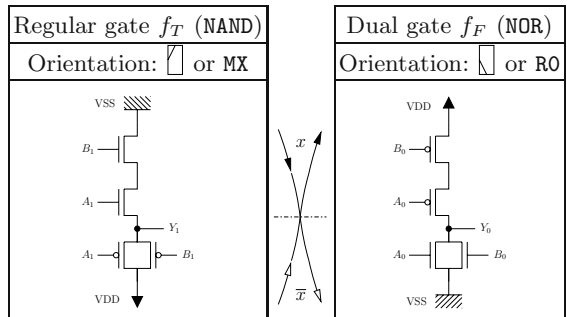 Regular gate f_T (NAND)
Orientation: or MX
VSS
B₁
A₁
Y₁
A₁ B₁
VDD
x
x̅
Dual gate f_F (NOR)
Orientation: or R0
VDD
B₀
A₀
Y₀
A₀ B₀
VSS